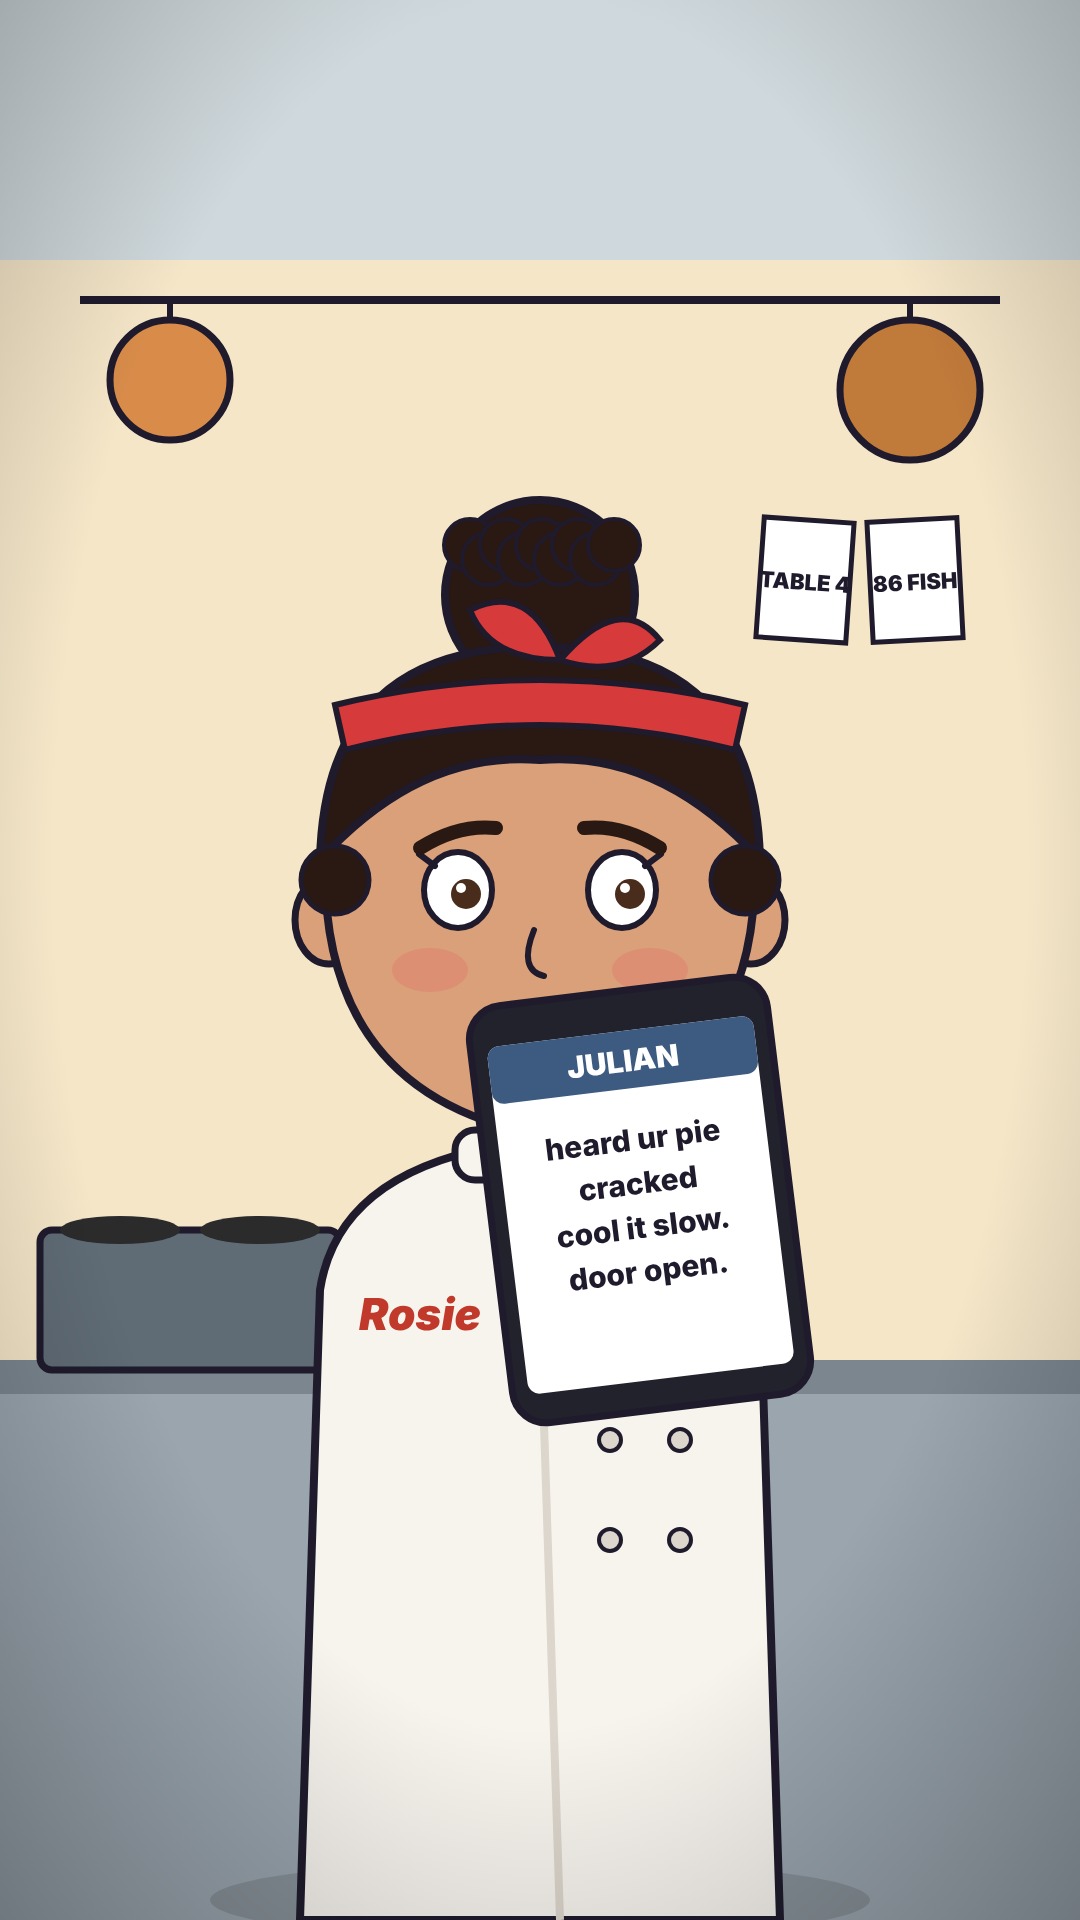 TABLE 4
86 FISH
JULIAN
heard ur pie
cracked
cool it slow.
door open.
Rosie